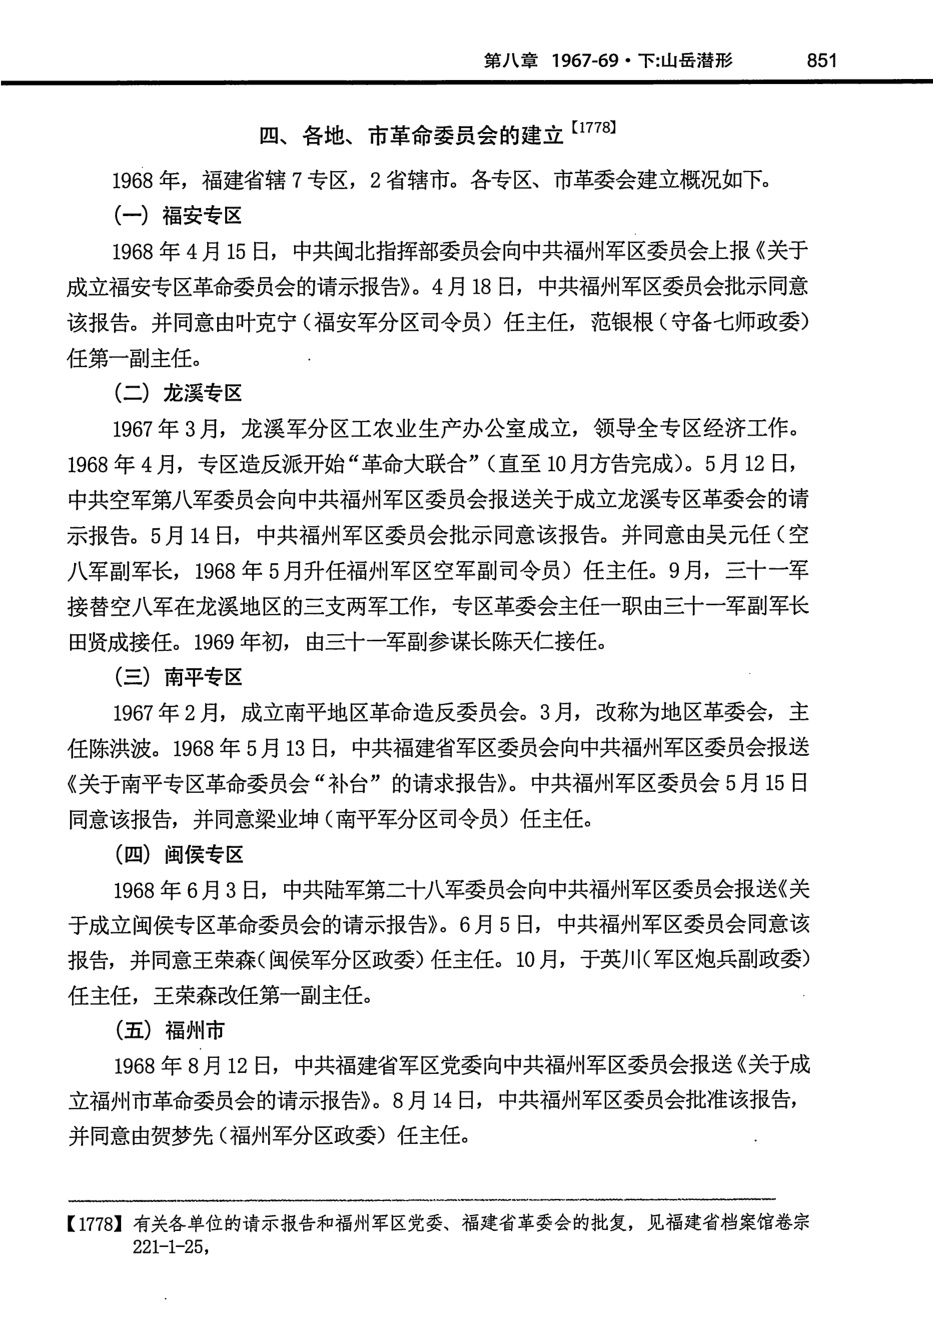 第八章 1967-69·下:山岳潜形 851
四、各地、市革命委员会的建立【1778】
1968 年，福建省辖 7 专区，2 省辖市。各专区、市革委会建立概况如下。
（一）福安专区
1968 年 4 月 15 日，中共闽北指挥部委员会向中共福州军区委员会上报《关于
成立福安专区革命委员会的请示报告》。4 月 18 日，中共福州军区委员会批示同意
该报告。并同意由叶克宁（福安军分区司令员）任主任，范银根（守备七师政委）
任第一副主任。
（二）龙溪专区
1967 年 3 月，龙溪军分区工农业生产办公室成立，领导全专区经济工作。
1968 年 4 月，专区造反派开始“革命大联合”（直至 10 月方告完成）。5 月 12 日，
中共空军第八军委员会向中共福州军区委员会报送关于成立龙溪专区革委会的请
示报告。5 月 14 日，中共福州军区委员会批示同意该报告。并同意由吴元任（空
八军副军长，1968 年 5 月升任福州军区空军副司令员）任主任。9 月，三十一军
接替空八军在龙溪地区的三支两军工作，专区革委会主任一职由三十一军副军长
田贤成接任。1969 年初，由三十一军副参谋长陈天仁接任。
（三）南平专区
1967 年 2 月，成立南平地区革命造反委员会。3 月，改称为地区革委会，主
任陈洪波。1968 年 5 月 13 日，中共福建省军区委员会向中共福州军区委员会报送
《关于南平专区革命委员会“补台”的请求报告》。中共福州军区委员会 5 月 15 日
同意该报告，并同意梁业坤（南平军分区司令员）任主任。
（四）闽侯专区
1968 年 6 月 3 日，中共陆军第二十八军委员会向中共福州军区委员会报送《关
于成立闽侯专区革命委员会的请示报告》。6 月 5 日，中共福州军区委员会同意该
报告，并同意王荣森（闽侯军分区政委）任主任。10 月，于英川（军区炮兵副政委）
任主任，王荣森改任第一副主任。
（五）福州市
1968 年 8 月 12 日，中共福建省军区党委向中共福州军区委员会报送《关于成
立福州市革命委员会的请示报告》。8 月 14 日，中共福州军区委员会批准该报告，
并同意由贺梦先（福州军分区政委）任主任。
【1778】有关各单位的请示报告和福州军区党委、福建省革委会的批复，见福建省档案馆卷宗
221-1-25，